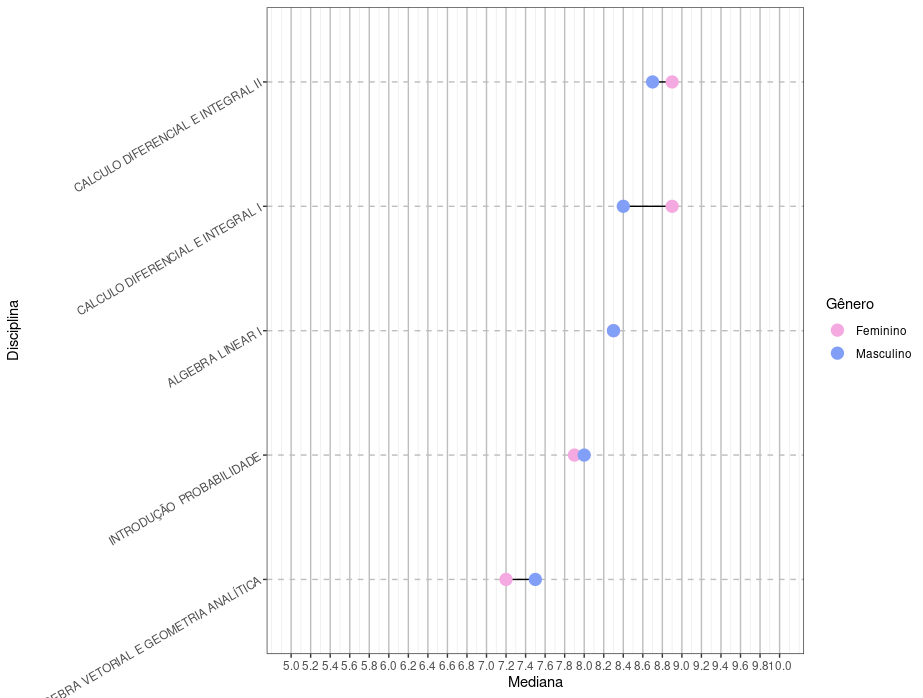 CALCULO DIFERENCIAL E INTEGRAL II
CALCULO DIFERENCIAL E INTEGRAL I
ALGEBRA LINEAR I
INTRODUÇÃO PROBABILIDADE
VETORIAL E GEOMETRIA ANALÍTICA
Disciplina
5.0 5.2 5.4 5.6 5.8 6.0 6.2 6.4 6.6 6.8 7.0 7.2 7.4 7.6 7.8 8.0 8.2 8.4 8.6 8.8 9.0 9.2 9.4 9.6 9.8 10.0
Mediana
Gênero
Feminino
Masculino